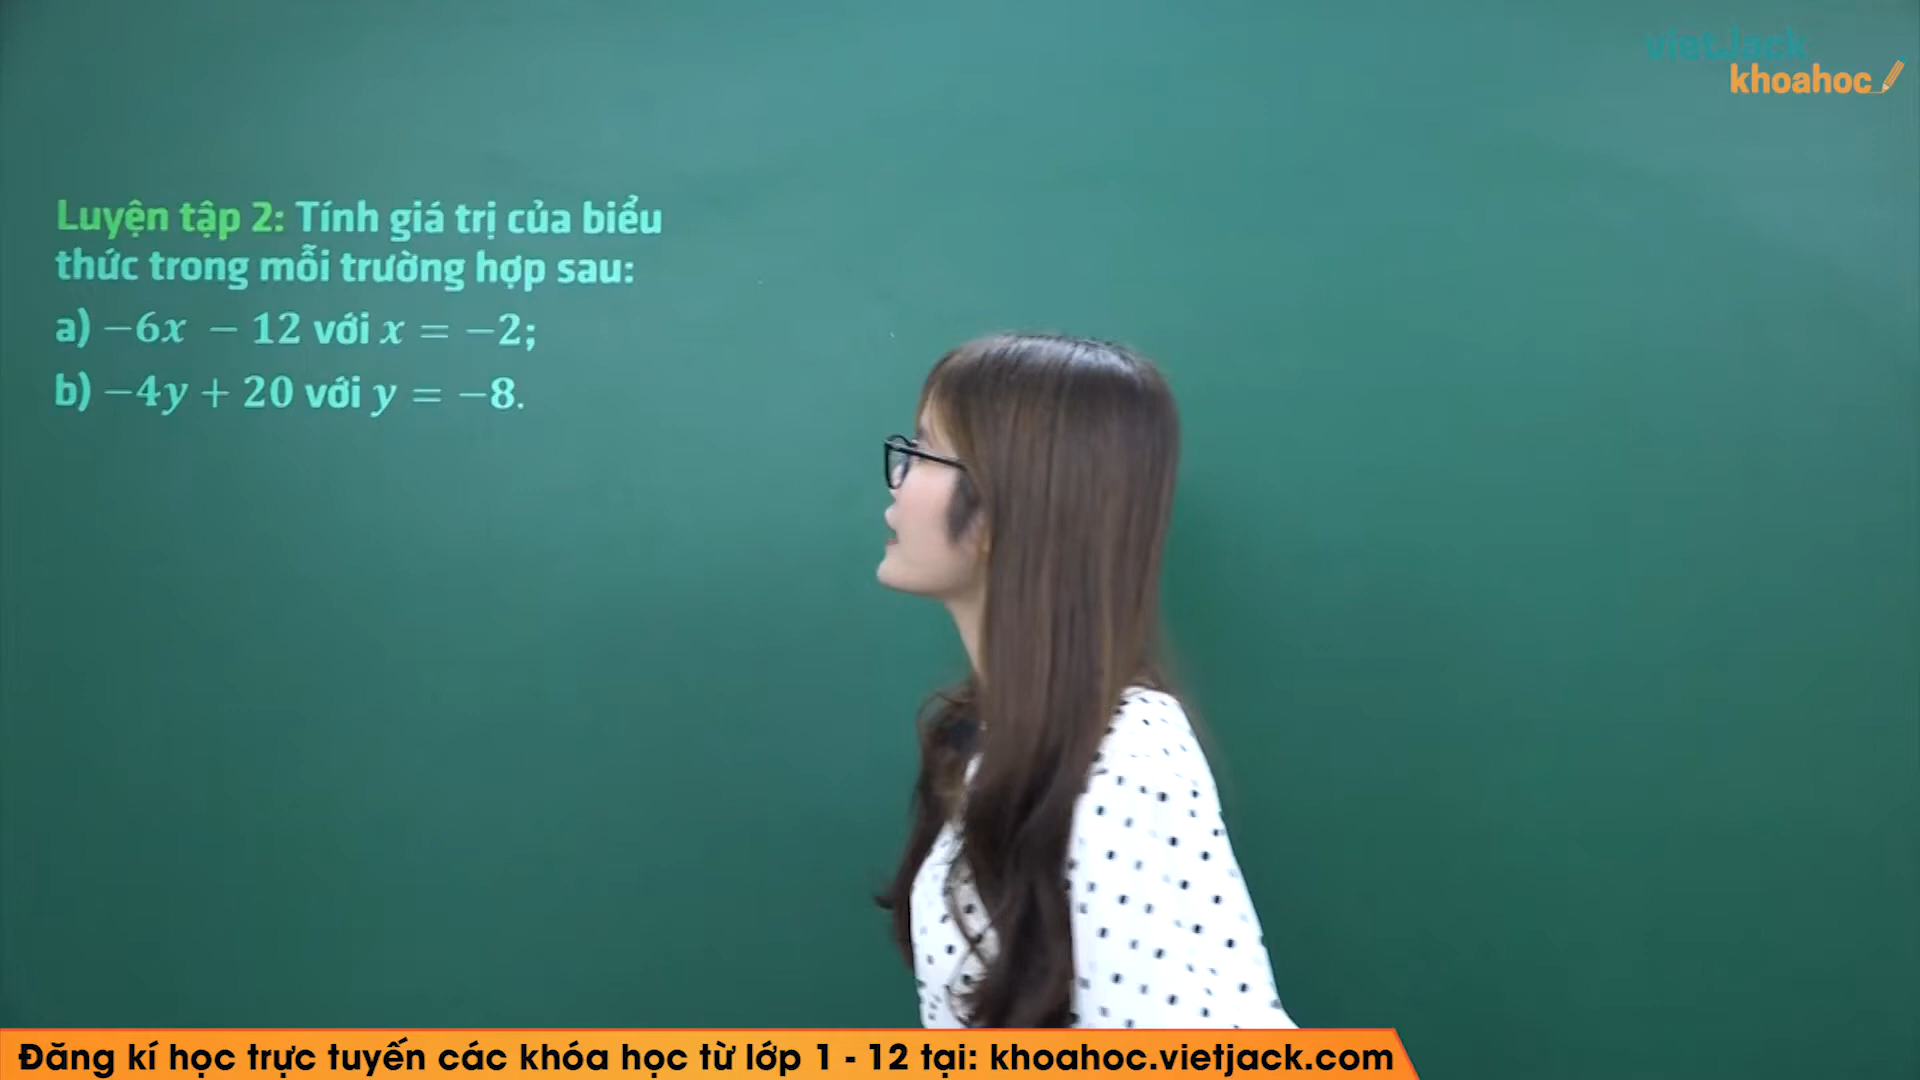 vietJack
khoahoc
Luyện tập 2: Tính giá trị của biểu
thức trong mỗi trường hợp sau:
a) −6x − 12 với x = −2;
b) −4y + 20 với y = −8.
Đăng kí học trực tuyến các khóa học từ lớp 1 - 12 tại: khoahoc.vietjack.com